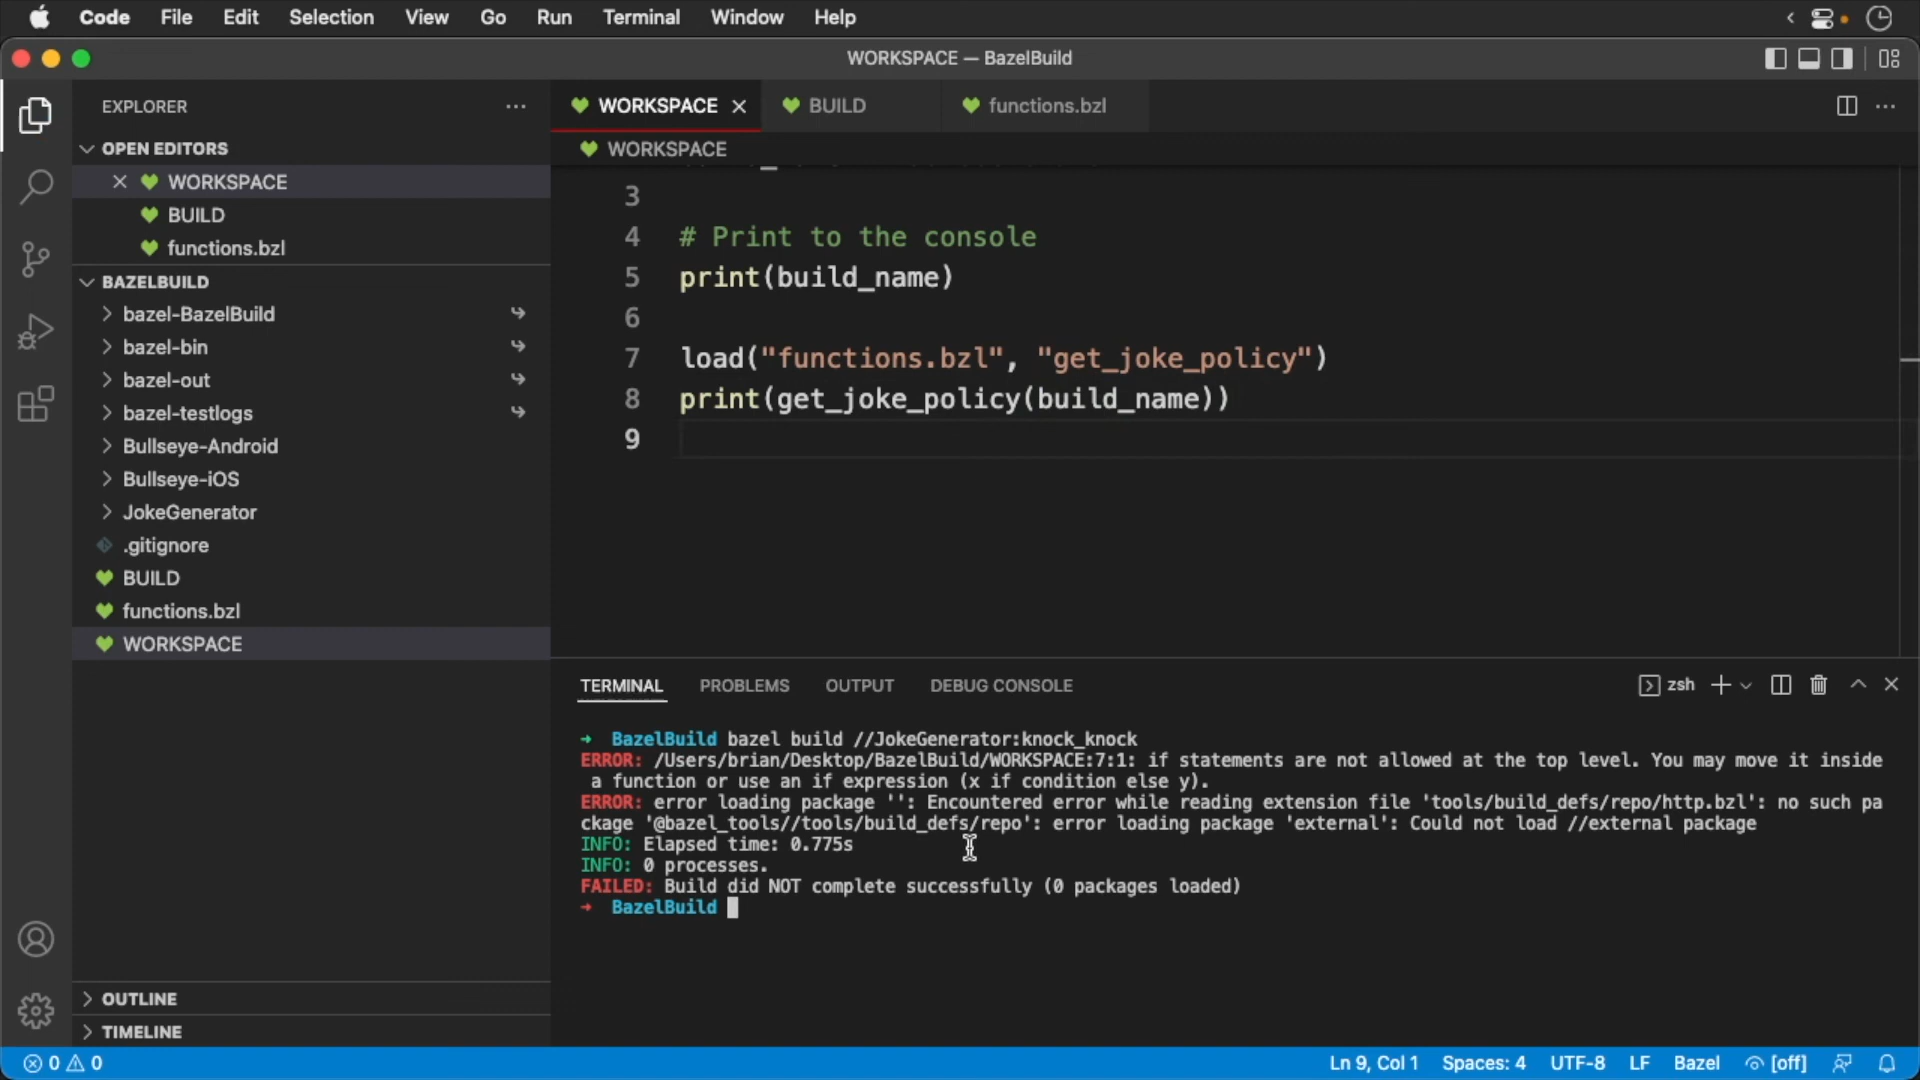 Code File Edit Selection View Go Run Terminal Window Help
WORKSPACE — BazelBuild
EXPLORER
OPEN EDITORS
WORKSPACE
BUILD
functions.bzl
BAZELBUILD
bazel-BazelBuild
bazel-bin
bazel-out
bazel-testlogs
Bullseye-Android
Bullseye-iOS
JokeGenerator
.gitignore
BUILD
functions.bzl
WORKSPACE
OUTLINE
TIMELINE
WORKSPACE BUILD functions.bzl
WORKSPACE
3
4 # Print to the console
5 print(build_name)
6
7 load("functions.bzl", "get_joke_policy")
8 print(get_joke_policy(build_name))
9
TERMINAL PROBLEMS OUTPUT DEBUG CONSOLE zsh
→ BazelBuild bazel build //JokeGenerator:knock_knock
ERROR: /Users/brian/Desktop/BazelBuild/WORKSPACE:7:1: if statements are not allowed at the top level. You may move it inside
a function or use an if expression (x if condition else y).
ERROR: error loading package '': Encountered error while reading extension file 'tools/build_defs/repo/http.bzl': no such pa
ckage '@bazel_tools//tools/build_defs/repo': error loading package 'external': Could not load //external package
INFO: Elapsed time: 0.775s
INFO: 0 processes.
FAILED: Build did NOT complete successfully (0 packages loaded)
→ BazelBuild
0 0 Ln 9, Col 1 Spaces: 4 UTF-8 LF Bazel [off]